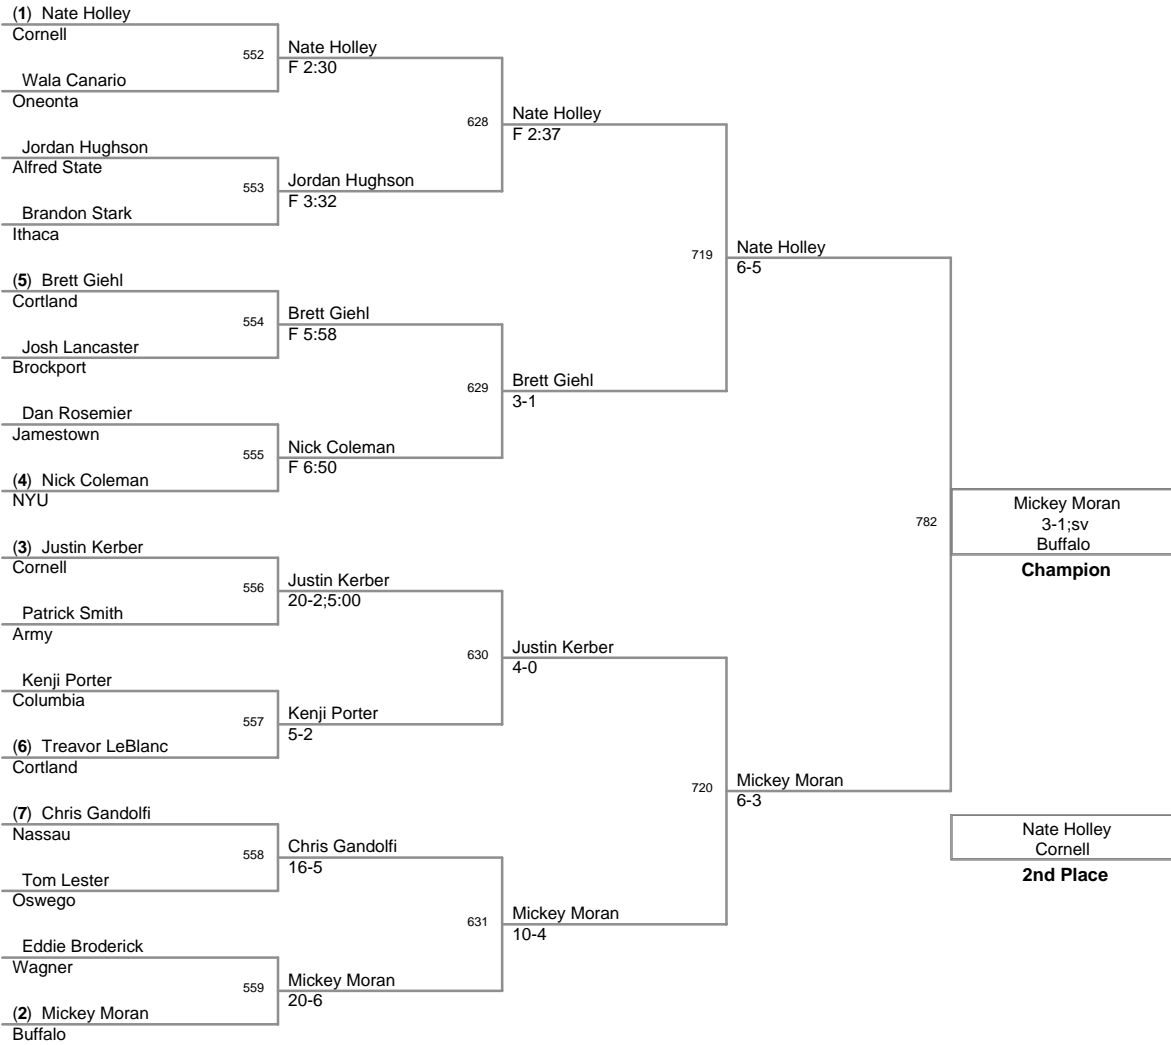 (1) Nate Holley
Cornell
552
Wala Canario
Oneonta
Nate Holley
F 2:30
Jordan Hughson
Alfred State
553
Brandon Stark
Ithaca
Jordan Hughson
F 3:32
628
Nate Holley
F 2:37
(5) Brett Giehl
Cortland
554
Josh Lancaster
Brockport
Brett Giehl
F 5:58
Dan Rosemier
Jamestown
555
(4) Nick Coleman
NYU
Nick Coleman
F 6:50
629
Brett Giehl
3-1
719
Nate Holley
6-5
(3) Justin Kerber
Cornell
556
Patrick Smith
Army
Justin Kerber
20-2;5:00
Kenji Porter
Columbia
557
(6) Treavor LeBlanc
Cortland
Kenji Porter
5-2
630
Justin Kerber
4-0
(7) Chris Gandolfi
Nassau
558
Tom Lester
Oswego
Chris Gandolfi
16-5
Eddie Broderick
Wagner
559
(2) Mickey Moran
Buffalo
Mickey Moran
20-6
631
Mickey Moran
10-4
720
Mickey Moran
6-3
782
Mickey Moran
3-1;sv
Buffalo
Champion
Nate Holley
Cornell
2nd Place